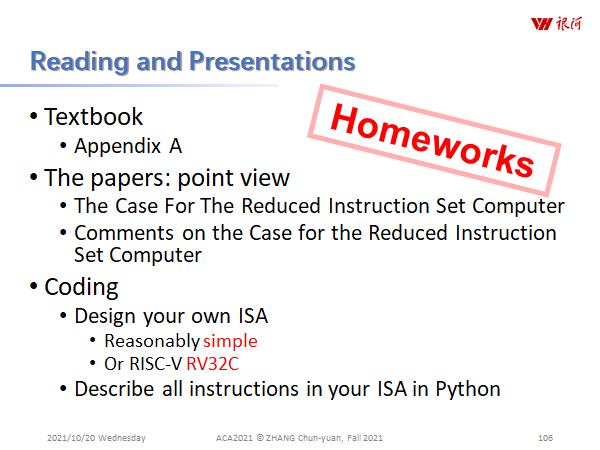 银河
Reading and Presentations
Homeworks
• Textbook
• Appendix A
• The papers: point view
• The Case For The Reduced Instruction Set Computer
• Comments on the Case for the Reduced Instruction
Set Computer
• Coding
• Design your own ISA
• Reasonably simple
• Or RISC-V RV32C
• Describe all instructions in your ISA in Python
2021/10/20 Wednesday
ACA2021 © ZHANG Chun-yuan, Fall 2021
106